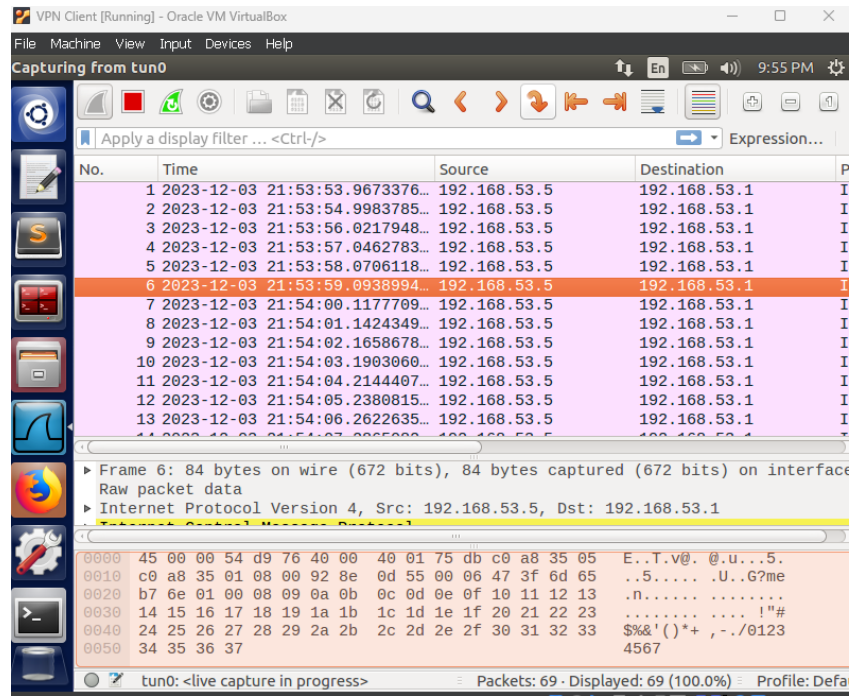 VPN Client [Running] - Oracle VM VirtualBox
File Machine View Input Devices Help
Capturing from tun0 En 9:55 PM
Apply a display filter ... <Ctrl-/> Expression...
No. Time Source Destination P
1 2023-12-03 21:53:53.9673376… 192.168.53.5 192.168.53.1 I
2 2023-12-03 21:53:54.9983785… 192.168.53.5 192.168.53.1 I
3 2023-12-03 21:53:56.0217948… 192.168.53.5 192.168.53.1 I
4 2023-12-03 21:53:57.0462783… 192.168.53.5 192.168.53.1 I
5 2023-12-03 21:53:58.0706118… 192.168.53.5 192.168.53.1 I
6 2023-12-03 21:53:59.0938994… 192.168.53.5 192.168.53.1 I
7 2023-12-03 21:54:00.1177709… 192.168.53.5 192.168.53.1 I
8 2023-12-03 21:54:01.1424349… 192.168.53.5 192.168.53.1 I
9 2023-12-03 21:54:02.1658678… 192.168.53.5 192.168.53.1 I
10 2023-12-03 21:54:03.1903060… 192.168.53.5 192.168.53.1 I
11 2023-12-03 21:54:04.2144407… 192.168.53.5 192.168.53.1 I
12 2023-12-03 21:54:05.2380815… 192.168.53.5 192.168.53.1 I
13 2023-12-03 21:54:06.2622635… 192.168.53.5 192.168.53.1 I
Frame 6: 84 bytes on wire (672 bits), 84 bytes captured (672 bits) on interface
Raw packet data
Internet Protocol Version 4, Src: 192.168.53.5, Dst: 192.168.53.1
Internet Control Message Protocol
0000 45 00 00 54 d9 76 40 00 40 01 75 db c0 a8 35 05 E..T.v@. @.u...5.
0010 c0 a8 35 01 08 00 92 8e 0d 55 00 06 47 3f 6d 65 ..5..... .U..G?me
0020 b7 6e 01 00 08 09 0a 0b 0c 0d 0e 0f 10 11 12 13 .n...... ........
0030 14 15 16 17 18 19 1a 1b 1c 1d 1e 1f 20 21 22 23 ........ .... !"#
0040 24 25 26 27 28 29 2a 2b 2c 2d 2e 2f 30 31 32 33 $%&'()*+ ,-./0123
0050 34 35 36 37 4567
tun0: <live capture in progress> Packets: 69 · Displayed: 69 (100.0%) Profile: Defa